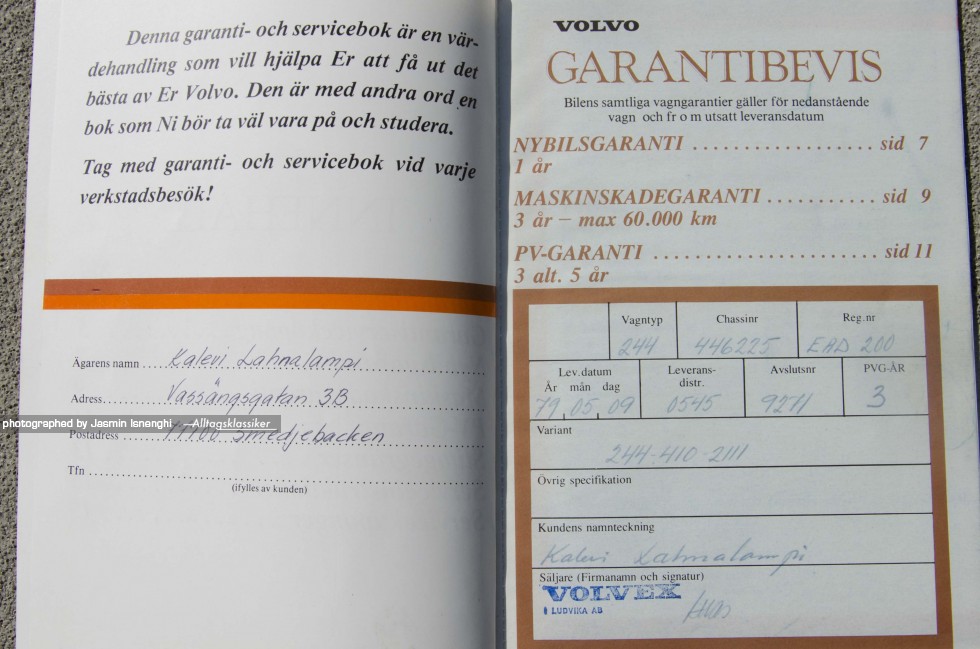 Denna garanti- och servicebok är en vär-
dehandling som vill hjälpa Er att få ut det
bästa av Er Volvo. Den är med andra ord en
bok som Ni bör ta väl vara på och studera.
Tag med garanti- och servicebok vid varje
verkstadsbesök!
Ägarens namn ... Kalevi Lahnalampi
Adress ... Vassängsgatan 3B
photographed by Jasmin Isnenghi — Alltagsklassiker
Postadress ... 77700 Smedjebacken
Tfn
(ifylles av kunden)
VOLVO
GARANTIBEVIS
Bilens samtliga vagngarantier gäller för nedanstående
vagn och fr o m utsatt leveransdatum
NYBILSGARANTI .................. sid 7
1 år
MASKINSKADEGARANTI ........... sid 9
3 år – max 60.000 km
PV-GARANTI ....................... sid 11
3 alt. 5 år
Vagntyp Chassinr Reg.nr
244 446225 EAD 200
Lev.datum Leverans- Avslutsnr PVG-ÅR
År mån dag distr.
79 05 09 0545 9211 3
Variant
244-410-2111
Övrig specifikation
Kundens namnteckning
Kalevi Lahnalampi
Säljare (Firmanamn och signatur)
VOLVEX
LUDVIKA AB